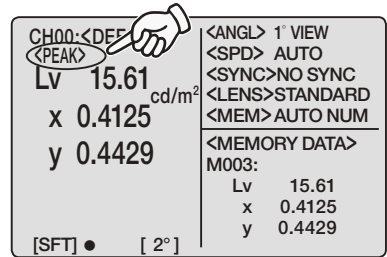 CH00:<DEF
<PEAK>
Lv 15.61 cd/m²
x 0.4125
y 0.4429
[SFT] ● [ 2°]
<ANGL> 1° VIEW
<SPD> AUTO
<SYNC>NO SYNC
<LENS>STANDARD
<MEM>AUTO NUM
<MEMORY DATA>
M003:
Lv 15.61
x 0.4125
y 0.4429